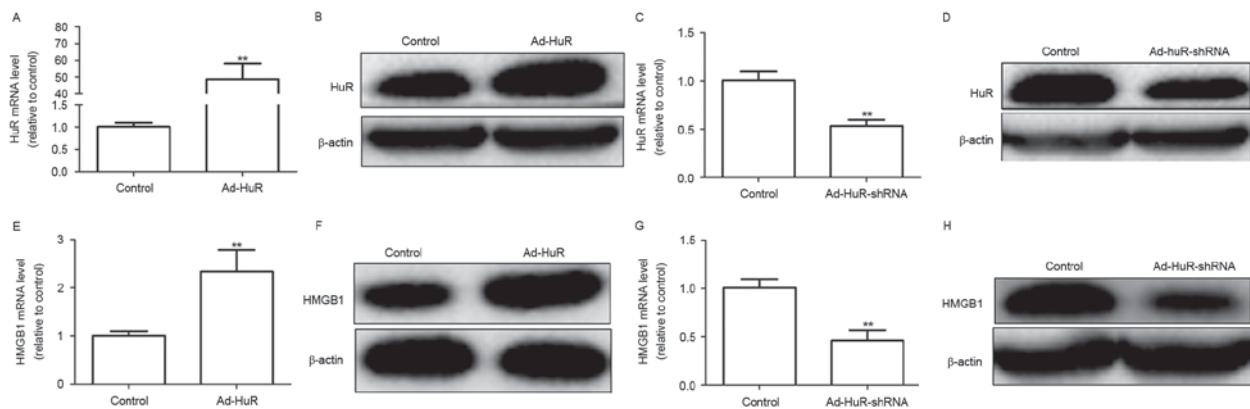 A
HuR mRNA level
(relative to control)
80
70
60
50
40
1.5
1.0
0.5
0.0
**
Control
Ad-HuR
B
Control
Ad-HuR
HuR
β-actin
C
HuR mRNA level
(relative to control)
1.5
1.0
0.5
0.0
**
Control
Ad-HuR-shRNA
D
Control
Ad-huR-shRNA
HuR
β-actin
E
HMGB1 mRNA level
(relative to control)
3
2
1
0
**
Control
Ad-HuR
F
Control
Ad-HuR
HMGB1
β-actin
G
HMGB1 mRNA level
(relative to control)
1.5
1.0
0.5
0.0
**
Control
Ad-HuR-shRNA
H
Control
Ad-HuR-shRNA
HMGB1
β-actin